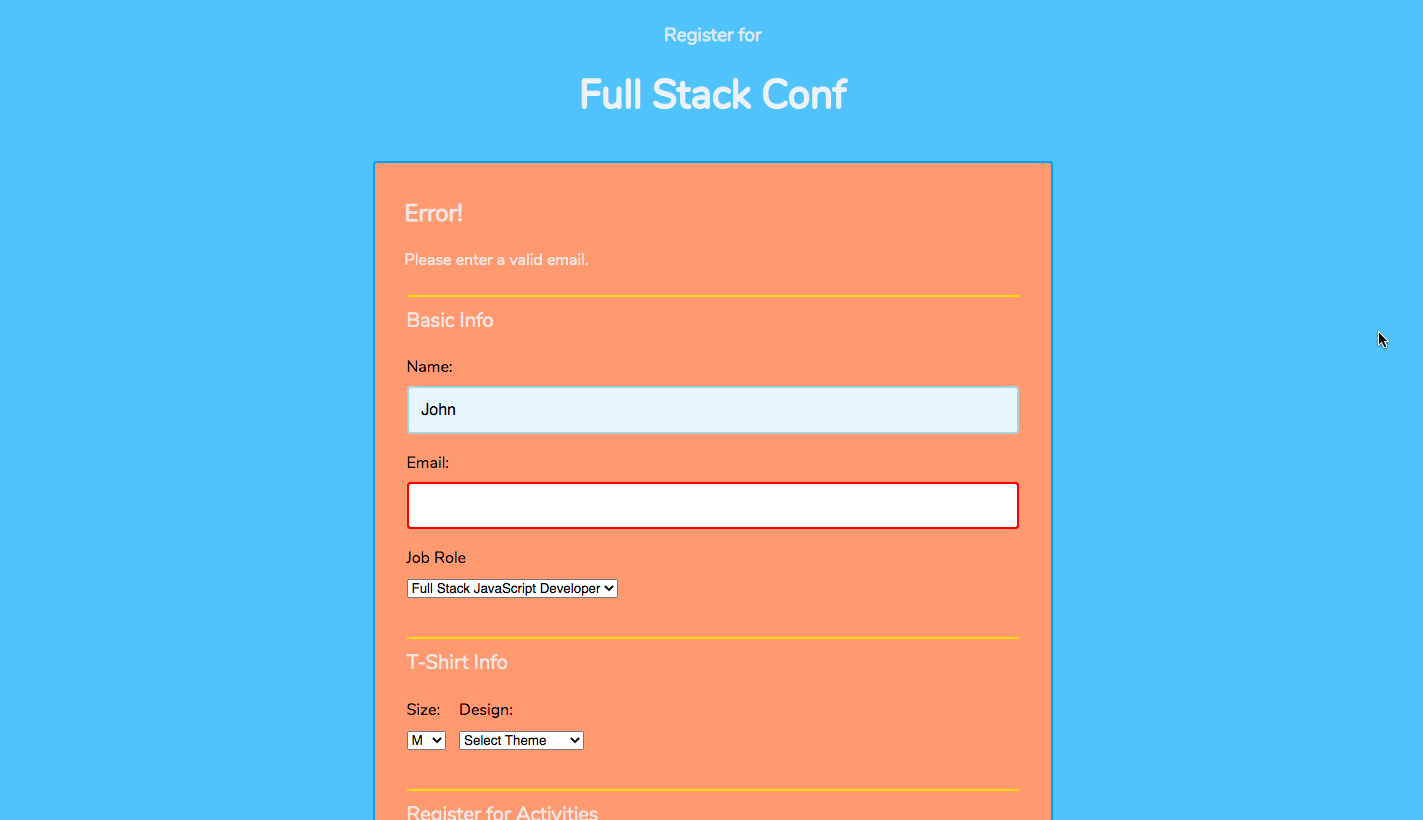 Register for
Full Stack Conf
Error!
Please enter a valid email.
Basic Info
Name:
John
Email:
Job Role
Full Stack JavaScript Developer
T-Shirt Info
Size: Design:
M Select Theme
Register for Activities